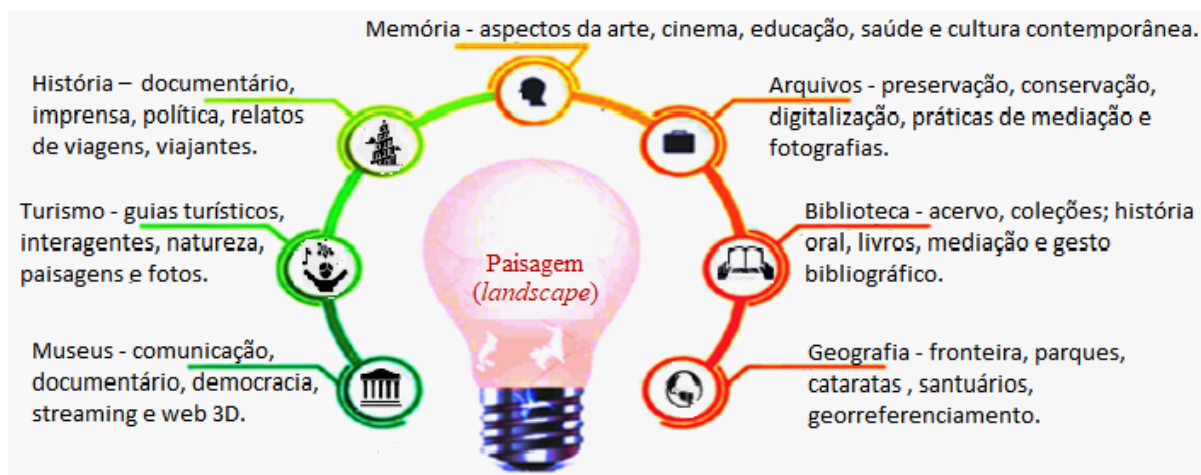 Memória - aspectos da arte, cinema, educação, saúde e cultura contemporânea.
História – documentário,
imprensa, política, relatos
de viagens, viajantes.
Arquivos - preservação, conservação,
digitalização, práticas de mediação e
fotografias.
Turismo - guias turísticos,
interagentes, natureza,
paisagens e fotos.
Biblioteca - acervo, coleções; história
oral, livros, mediação e gesto
bibliográfico.
Paisagem
(landscape)
Museus - comunicação,
documentário, democracia,
streaming e web 3D.
Geografia - fronteira, parques,
cataratas , santuários,
georreferenciamento.